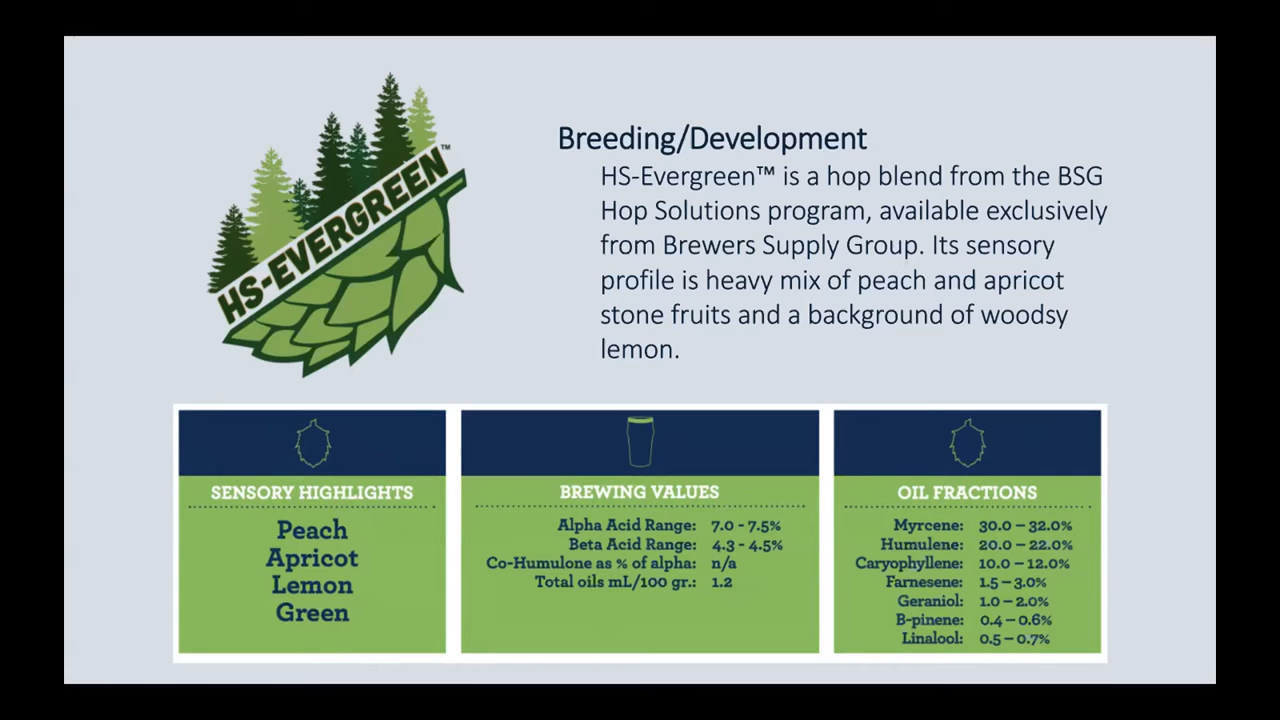 HS-EVERGREEN™
Breeding/Development
HS-Evergreen™ is a hop blend from the BSG
Hop Solutions program, available exclusively
from Brewers Supply Group. Its sensory
profile is heavy mix of peach and apricot
stone fruits and a background of woodsy
lemon.
SENSORY HIGHLIGHTS
Peach
Apricot
Lemon
Green
BREWING VALUES
Alpha Acid Range: 7.0 - 7.5%
Beta Acid Range: 4.3 - 4.5%
Co-Humulone as % of alpha: n/a
Total oils mL/100 gr.: 1.2
OIL FRACTIONS
Myrcene: 30.0 – 32.0%
Humulene: 20.0 – 22.0%
Caryophyllene: 10.0 – 12.0%
Farnesene: 1.5 – 3.0%
Geraniol: 1.0 – 2.0%
B-pinene: 0.4 – 0.6%
Linalool: 0.5 – 0.7%